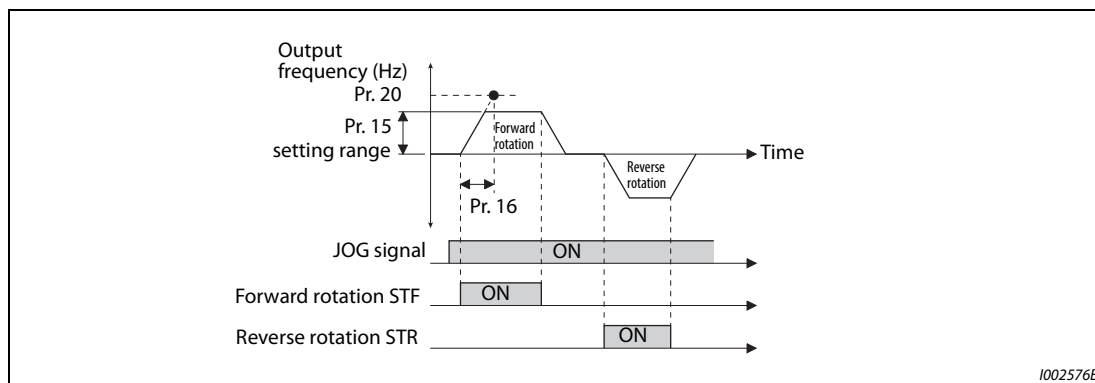 Output
frequency (Hz)
Pr. 20
Pr. 15
setting range
Forward
rotation
Time
Reverse
rotation
Pr. 16
JOG signal
ON
Forward rotation STF
ON
Reverse rotation STR
ON
I002576E